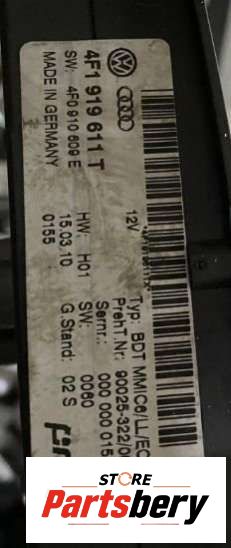 4F1 919 611 T
SW: 4F0 910 609 E
MADE IN GERMANY
12V
Typ: BDT MMIC6/LL/EC
PrehT.Nr: 90025-322/0
Sernr.: 000 000 015
HW: H01 SW: 0060
15.03.10 G.Stand: 02 S
0155
STORE
Partsbery